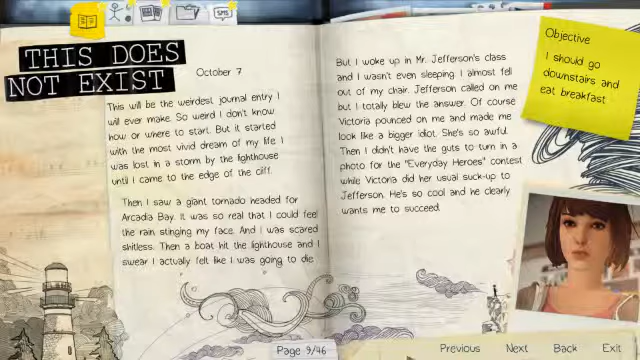 SMS
THIS DOES
NOT EXIST
October 7
This will be the weirdest journal entry I
will ever make. So weird I don't know
how or where to start. But it started
with the most vivid dream of my life. I
was lost in a storm by the lighthouse
until I came to the edge of the cliff.
Then I saw a giant tornado headed for
Arcadia Bay. It was so real that I could feel
the rain stinging my face. And I was scared
shitless. Then a boat hit the lighthouse and I
swear I actually felt like I was going to die
But I woke up in Mr. Jefferson's class
and I wasn't even sleeping. I almost fell
out of my chair. Jefferson called on me
but I totally blew the answer. Of course
Victoria pounced on me and made me
look like a bigger idiot. She's so awful.
Then I didn't have the guts to turn in a
photo for the "Everyday Heroes" contest
while Victoria did her usual suck-up to
Jefferson. He's so cool and he clearly
wants me to succeed.
Objective
I should go
downstairs and
eat breakfast
Page 9/46
Previous Next Back Exit